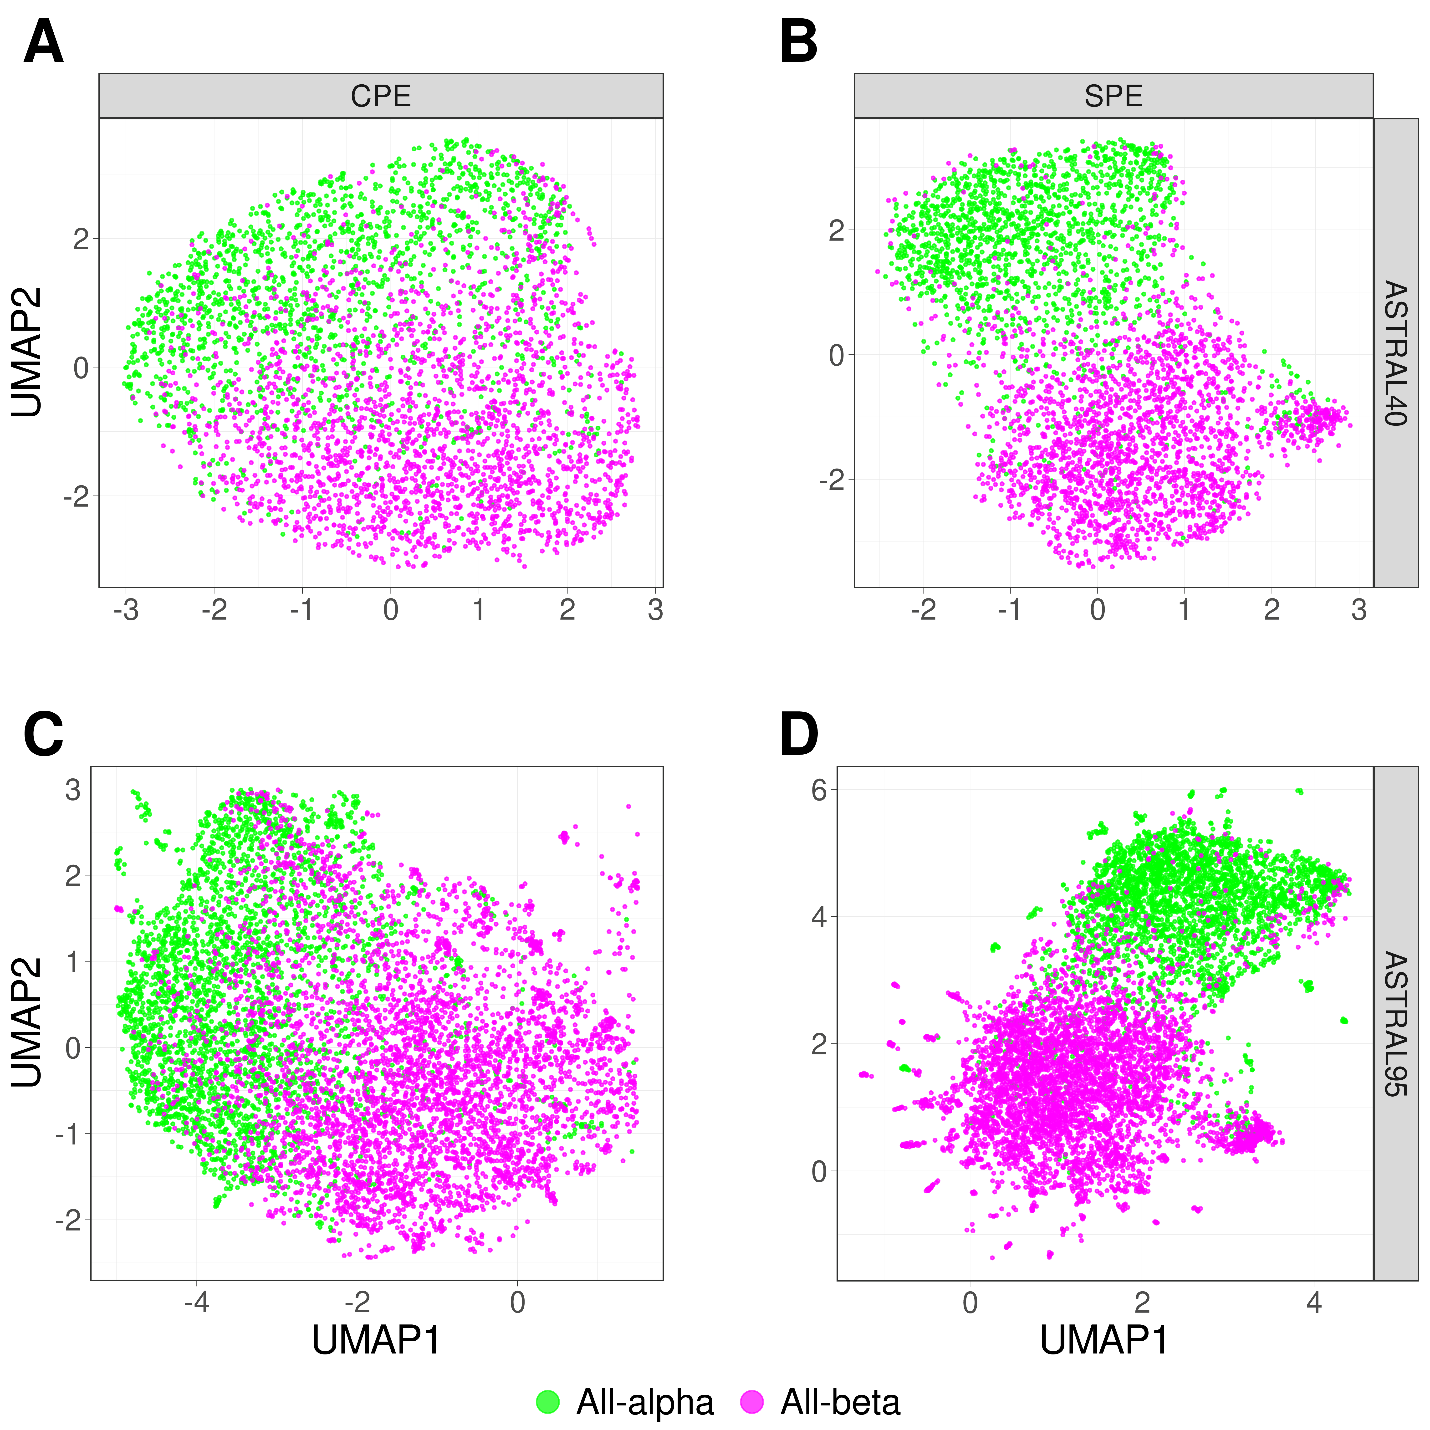 A
B
CPE
SPE
UMAP2
2
0
-2
-3 -2 -1 0 1 2 3
2
0
-2
-2 -1 0 1 2 3
ASTRAL40
C
D
UMAP2
3
2
1
0
-1
-2
-4 -2 0
UMAP1
6
4
2
0
0 2 4
UMAP1
ASTRAL95
All-alpha All-beta